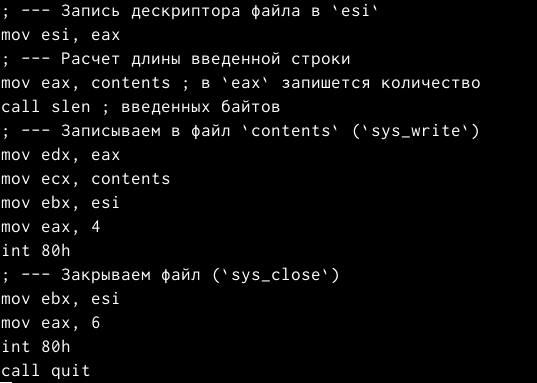 ; --- Запись дескриптора файла в `esi`
mov esi, eax
; --- Расчет длины введенной строки
mov eax, contents ; в `eax` запишется количество
call slen ; введенных байтов
; --- Записываем в файл `contents` (`sys_write`)
mov edx, eax
mov ecx, contents
mov ebx, esi
mov eax, 4
int 80h
; --- Закрываем файл (`sys_close`)
mov ebx, esi
mov eax, 6
int 80h
call quit